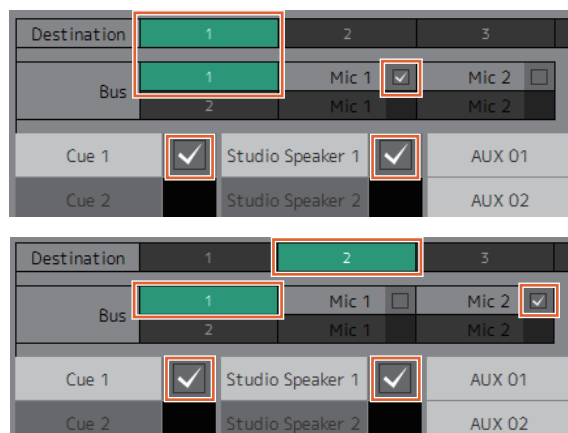 Destination 1 2 3
Bus 1 Mic 1 Mic 2
2 Mic 1 Mic 2
Cue 1 Studio Speaker 1 AUX 01
Cue 2 Studio Speaker 2 AUX 02
Destination 1 2 3
Bus 1 Mic 1 Mic 2
2 Mic 1 Mic 2
Cue 1 Studio Speaker 1 AUX 01
Cue 2 Studio Speaker 2 AUX 02